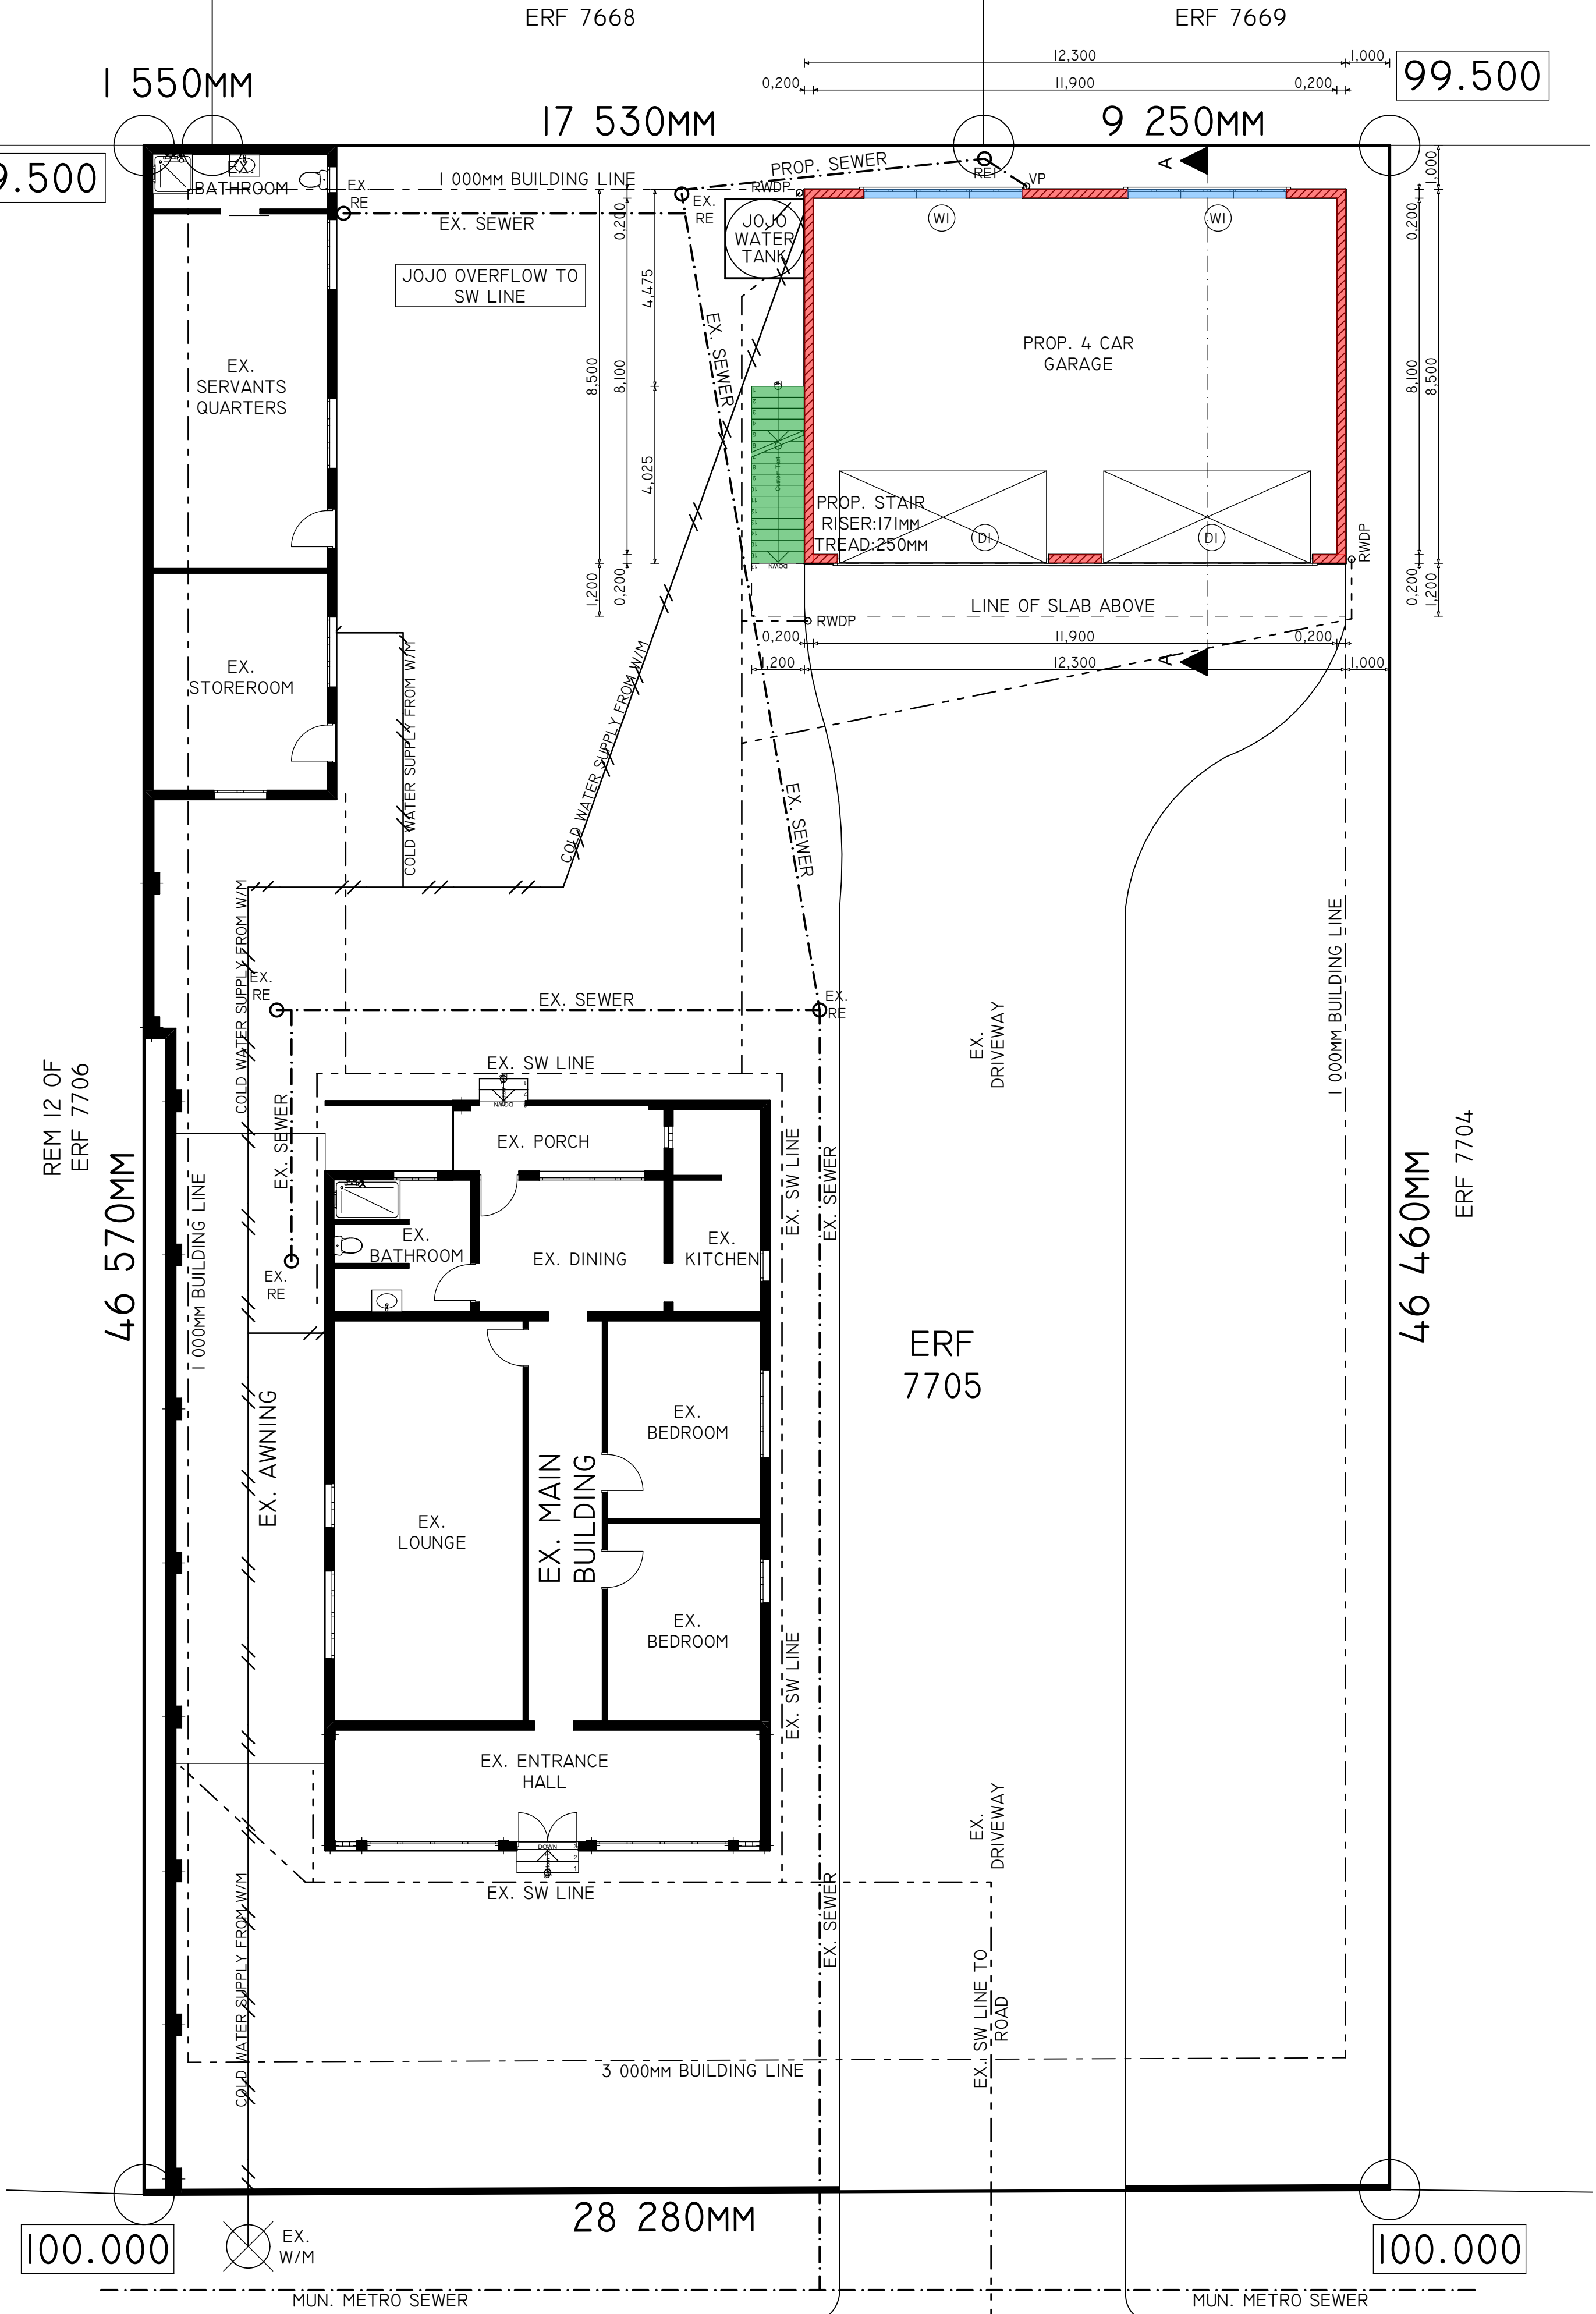 ERF 7668
ERF 7669
12,300
1,000
0,200
11,900
0,200
99.500
1 550MM
17 530MM
9 250MM
9.500
EX.
BATHROOM
EX.
RE
1 000MM BUILDING LINE
EX. SEWER
PROP. SEWER
RE1
VP
RWDP
EX.
RE
A
1,000
JOJO
WATER
TANK
W1
W1
JOJO OVERFLOW TO
SW LINE
0,200
4,475
8,500
8,100
4,025
1,200
0,200
0,200
8,100
8,500
0,200
1,200
EX.
SERVANTS
QUARTERS
EX. SEWER
PROP. 4 CAR
GARAGE
PROP. STAIR
RISER:171MM
TREAD:250MM
DOWN
D1
D1
RWDP
LINE OF SLAB ABOVE
RWDP
0,200
11,900
0,200
1,200
12,300
A
1,000
EX.
STOREROOM
COLD WATER SUPPLY FROM W/M
COLD WATER SUPPLY FROM W/M
EX. SEWER
COLD WATER SUPPLY FROM W/M
EX.
RE
EX. SEWER
EX.
RE
EX.
DRIVEWAY
1 000MM BUILDING LINE
REM 12 OF
ERF 7706
ERF 7704
46 570MM
46 460MM
EX. SW LINE
EX. SEWER
DOWN
EX. PORCH
EX. SW LINE
EX. SEWER
1 000MM BUILDING LINE
EX.
BATHROOM
EX. DINING
EX.
KITCHEN
EX.
RE
ERF
7705
EX. AWNING
EX.
LOUNGE
EX. MAIN
BUILDING
EX.
BEDROOM
EX.
BEDROOM
EX. SW LINE
EX. ENTRANCE
HALL
DOWN
EX.
DRIVEWAY
EX. SW LINE
EX. SEWER
COLD WATER SUPPLY FROM W/M
EX. SW LINE TO
ROAD
3 000MM BUILDING LINE
28 280MM
100.000
EX.
W/M
100.000
MUN. METRO SEWER
MUN. METRO SEWER